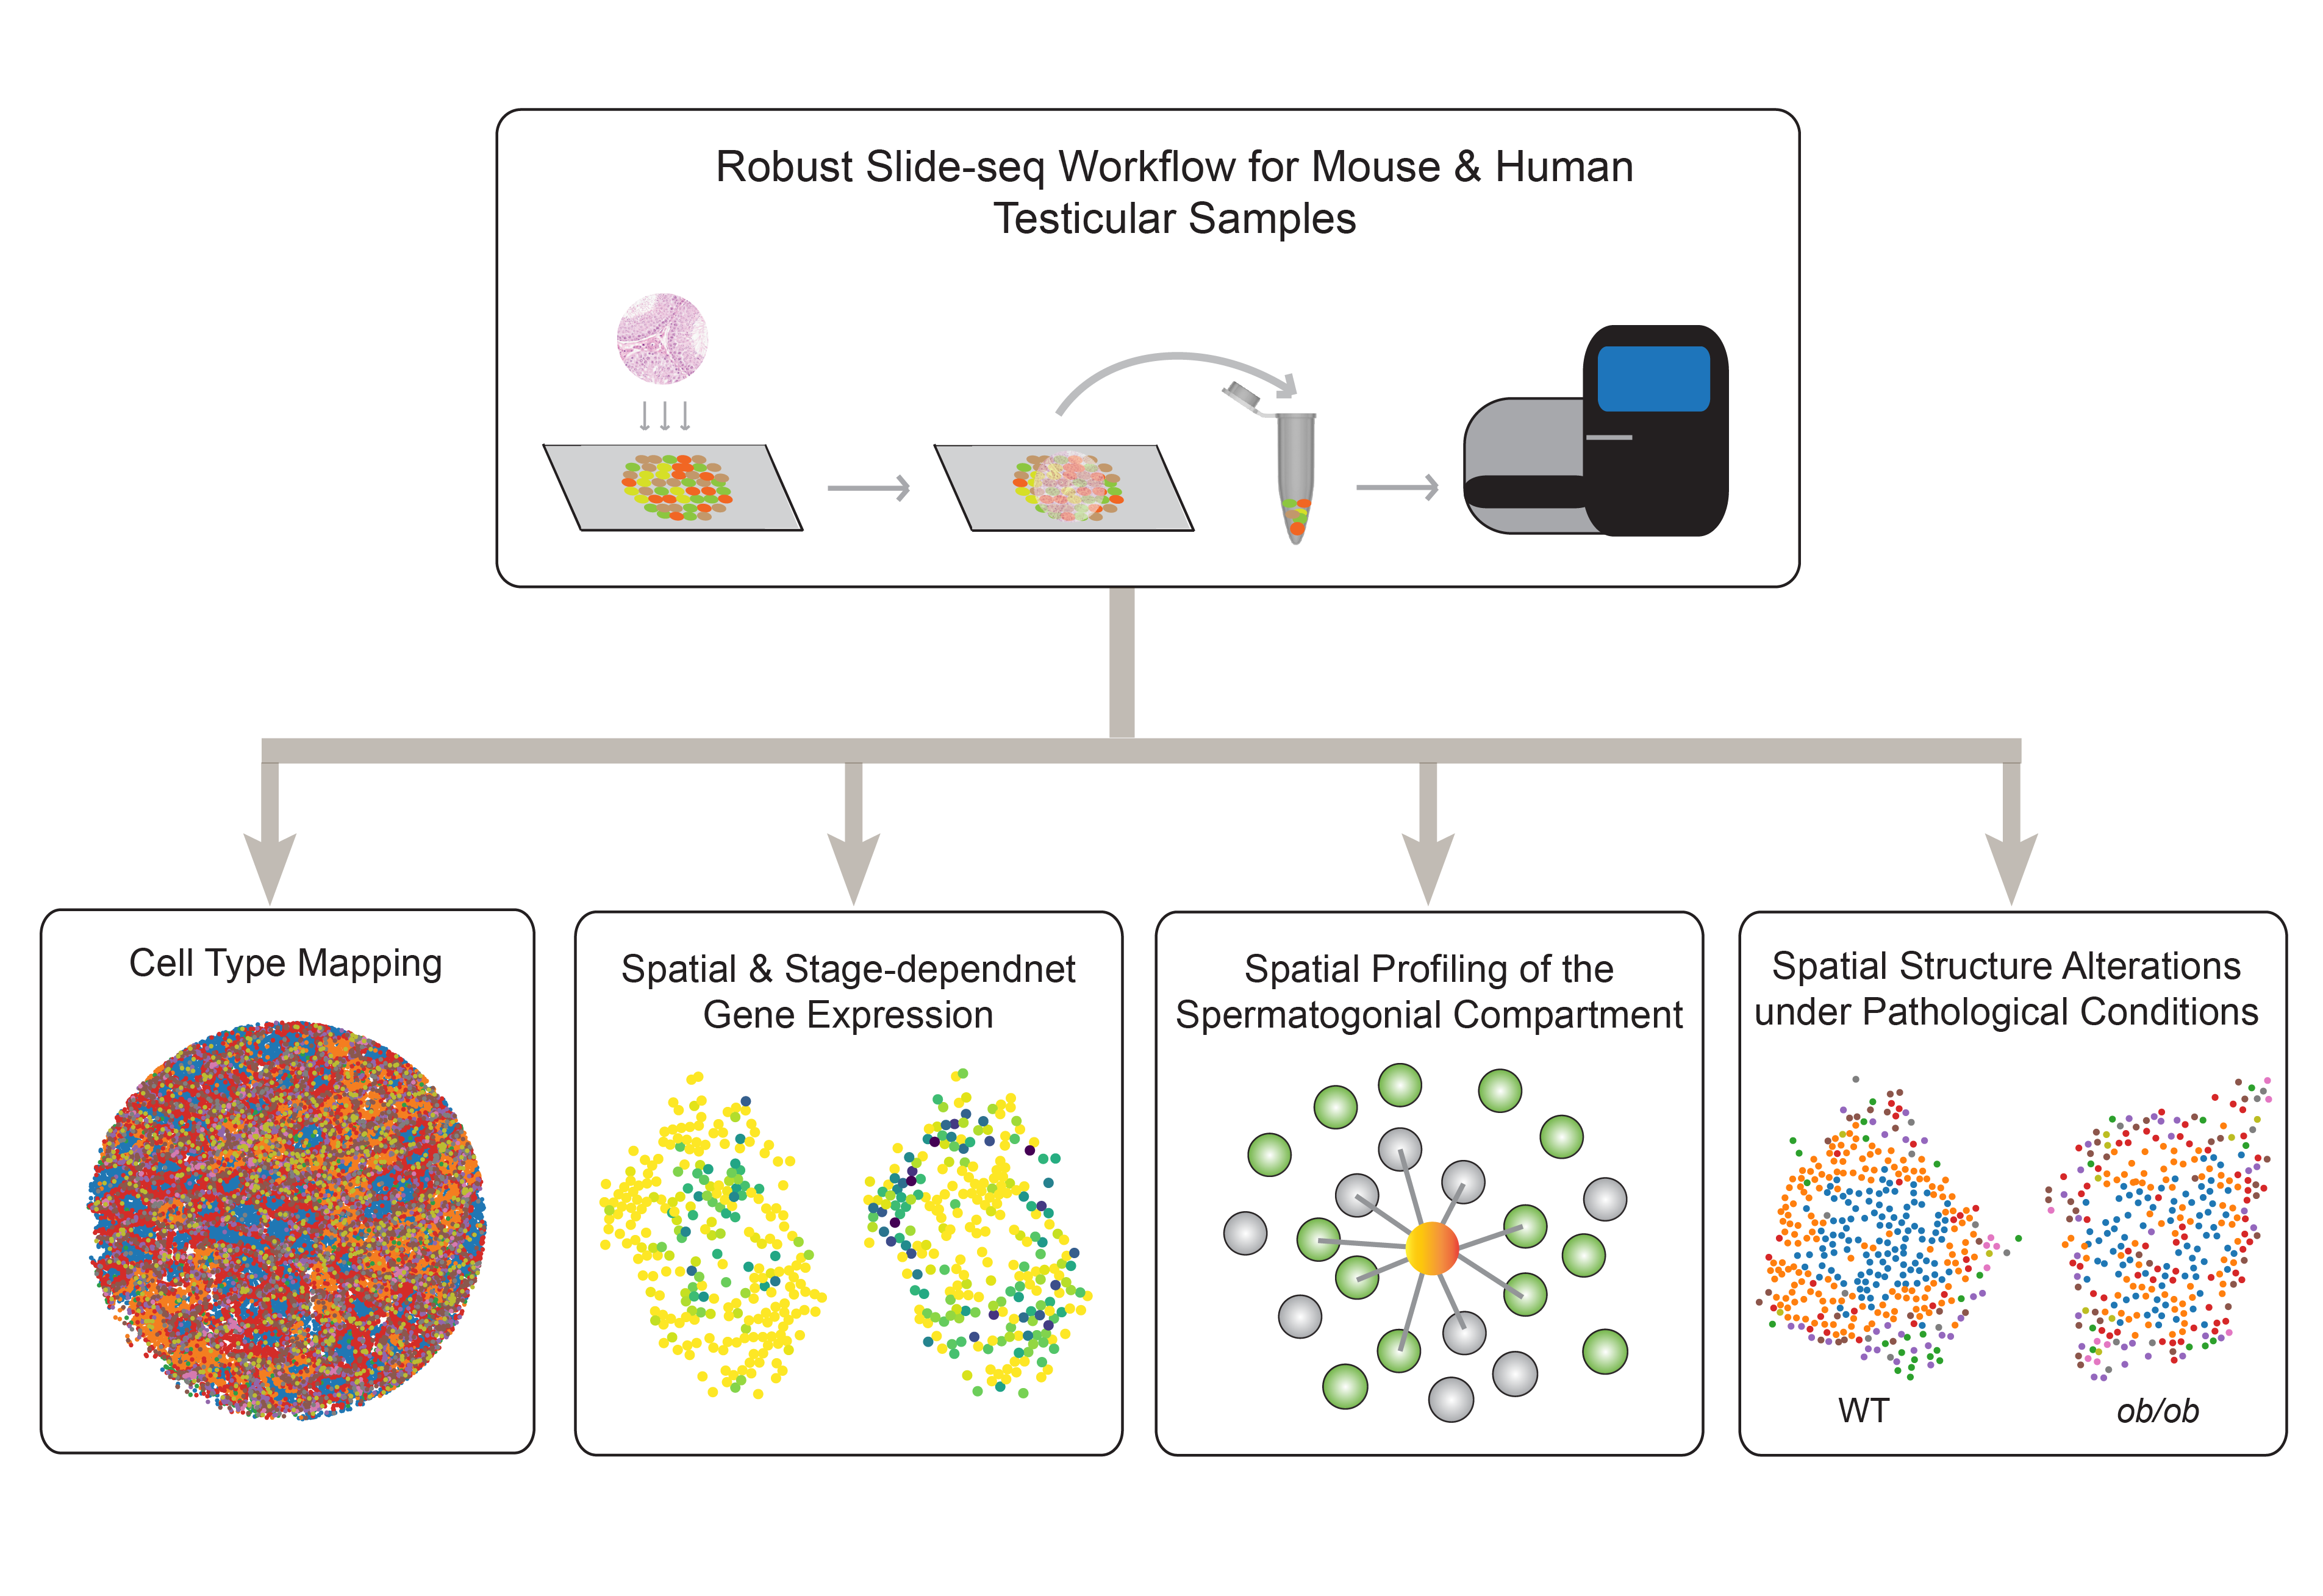 Robust Slide-seq Workflow for Mouse & Human
Testicular Samples
Cell Type Mapping
Spatial & Stage-dependnet
Gene Expression
Spatial Profiling of the
Spermatogonial Compartment
Spatial Structure Alterations
under Pathological Conditions
WT
ob/ob